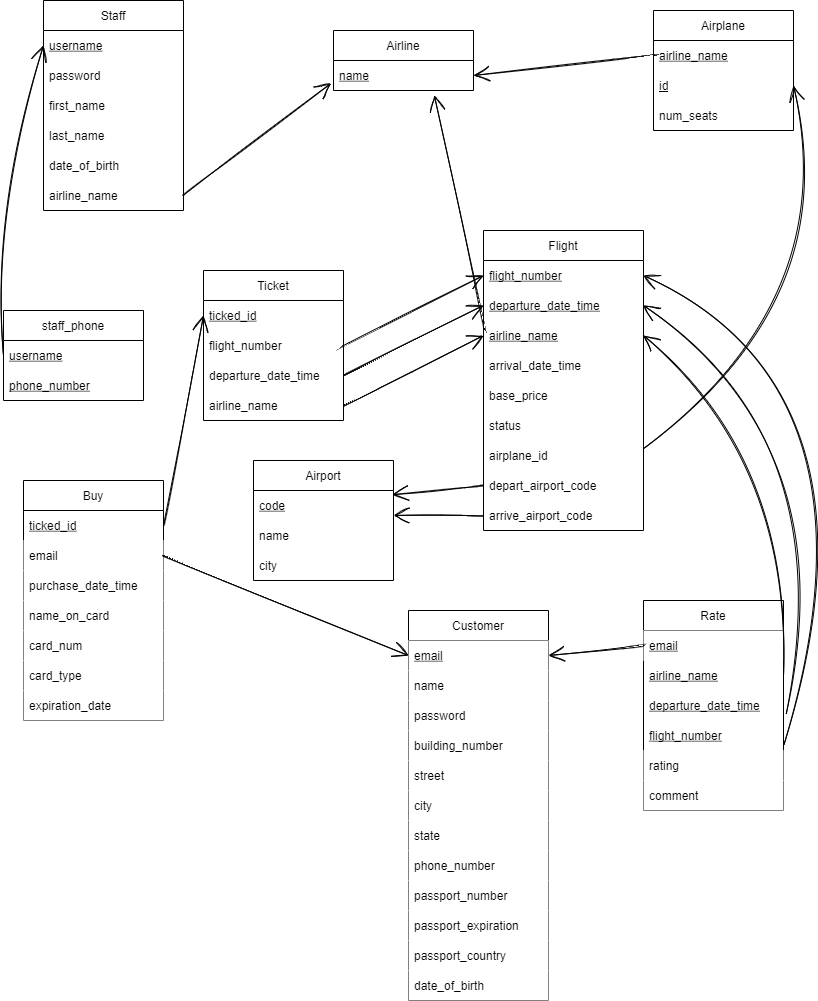 Staff
username
password
first_name
last_name
date_of_birth
airline_name
Airline
name
Airplane
airline_name
id
num_seats
staff_phone
username
phone_number
Ticket
ticked_id
flight_number
departure_date_time
airline_name
Flight
flight_number
departure_date_time
airline_name
arrival_date_time
base_price
status
airplane_id
depart_airport_code
arrive_airport_code
Airport
code
name
city
Buy
ticked_id
email
purchase_date_time
name_on_card
card_num
card_type
expiration_date
Customer
email
name
password
building_number
street
city
state
phone_number
passport_number
passport_expiration
passport_country
date_of_birth
Rate
email
airline_name
departure_date_time
flight_number
rating
comment